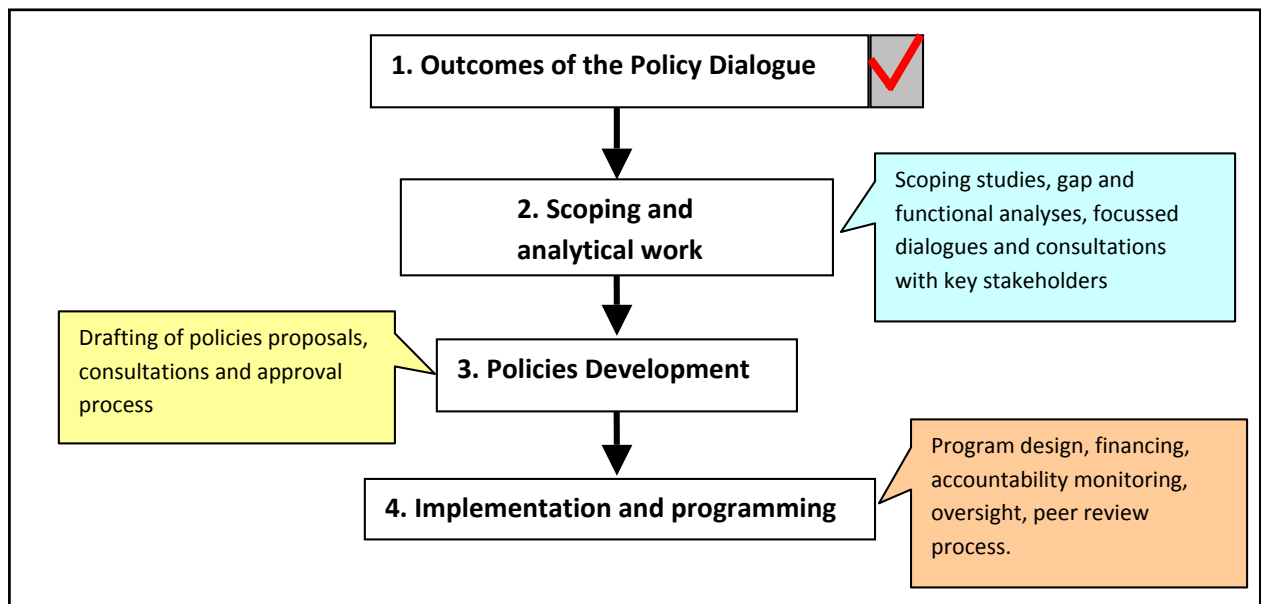 1. Outcomes of the Policy Dialogue
2. Scoping and
analytical work
Scoping studies, gap and
functional analyses, focussed
dialogues and consultations
with key stakeholders
Drafting of policies proposals,
consultations and approval
process
3. Policies Development
4. Implementation and programming
Program design, financing,
accountability monitoring,
oversight, peer review
process.